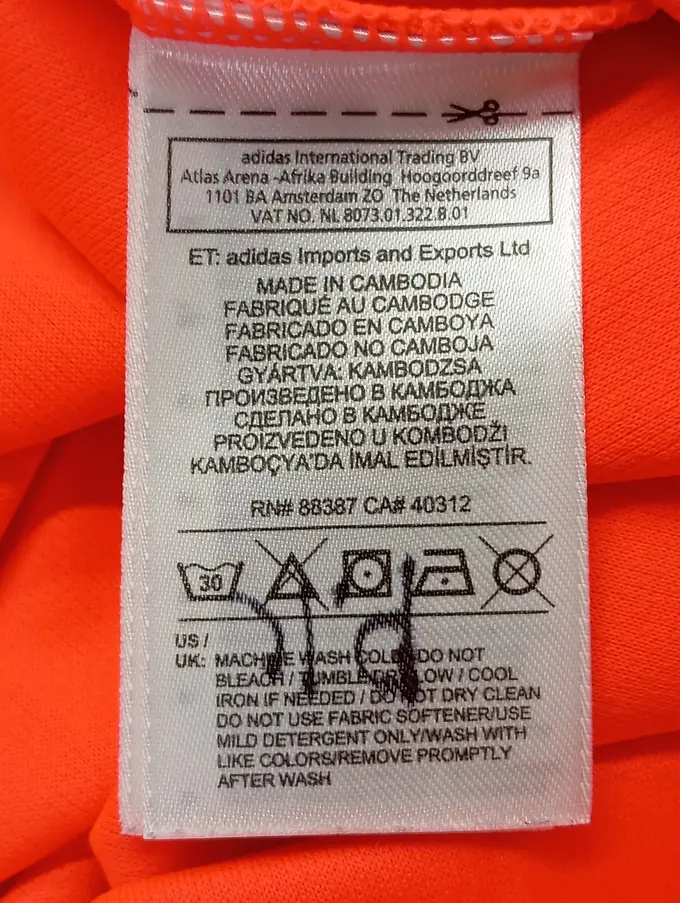 adidas International Trading BV
Atlas Arena -Afrika Building Hoogoorddreef 9a
1101 BA Amsterdam ZO The Netherlands
VAT NO. NL 8073.01.322.B.01
ET: adidas Imports and Exports Ltd
MADE IN CAMBODIA
FABRIQUÉ AU CAMBODGE
FABRICADO EN CAMBOYA
FABRICADO NO CAMBOJA
GYÁRTVA: KAMBODZSA
ПРОИЗВЕДЕНО В КАМБОДЖА
СДЕЛАНО В КАМБОДЖЕ
PROIZVEDENO U KOMBODŽI
KAMBOÇYA'DA İMAL EDİLMİŞTİR.
RN# 88387 CA# 40312
30
US /
UK: MACHINE WASH COLD/DO NOT
BLEACH / TUMBLE DRY LOW / COOL
IRON IF NEEDED / DO NOT DRY CLEAN
DO NOT USE FABRIC SOFTENER/USE
MILD DETERGENT ONLY/WASH WITH
LIKE COLORS/REMOVE PROMPTLY
AFTER WASH